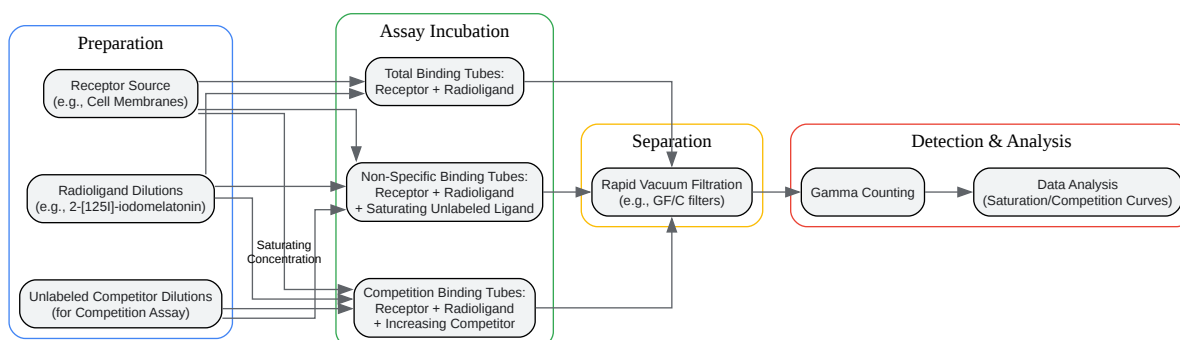 Preparation
Receptor Source
(e.g., Cell Membranes)
Radioligand Dilutions
(e.g., 2-[125I]-iodomelatonin)
Unlabeled Competitor Dilutions
(for Competition Assay)
Saturating
Concentration
Assay Incubation
Total Binding Tubes:
Receptor + Radioligand
Non-Specific Binding Tubes:
Receptor + Radioligand
+ Saturating Unlabeled Ligand
Competition Binding Tubes:
Receptor + Radioligand
+ Increasing Competitor
Separation
Rapid Vacuum Filtration
(e.g., GF/C filters)
Detection & Analysis
Gamma Counting
Data Analysis
(Saturation/Competition Curves)